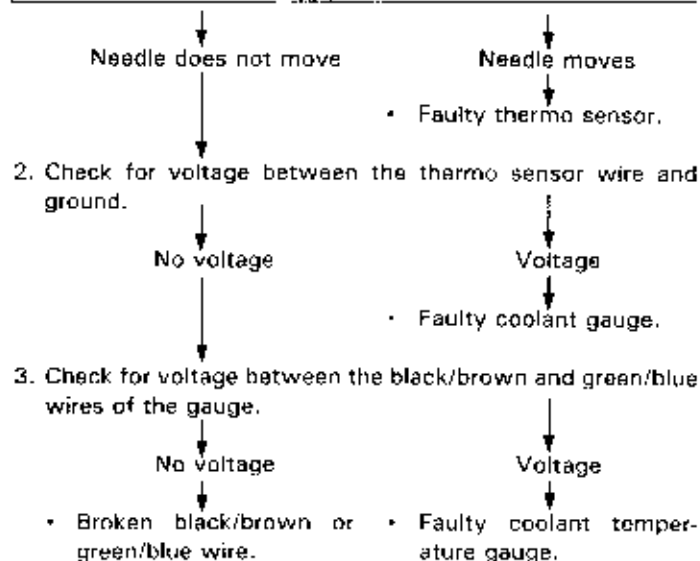 Needle does not move Needle moves
• Faulty thermo sensor.
2. Check for voltage between the thermo sensor wire and
ground.
No voltage Voltage
• Faulty coolant gauge.
3. Check for voltage between the black/brown and green/blue
wires of the gauge.
No voltage Voltage
• Broken black/brown or • Faulty coolant temper-
green/blue wire. ature gauge.